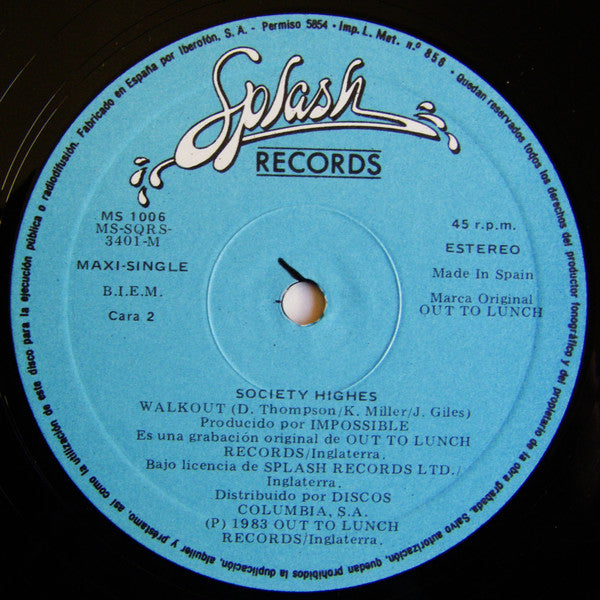 Fabricado en España por Iberofón, S. A. - Permiso 5854 - Imp. L. Mat. n.º 856 - Quedan reservados todos los derechos del productor fonográfico y del propietario de la obra grabada. Salvo autorización, quedan prohibidos la duplicación, alquiler y préstamo, así como la utilización de este disco para la ejecución pública o radiodifusión.
Splash
RECORDS
MS 1006
MS-SQRS-
3401-M
MAXI-SINGLE
B.I.E.M.
Cara 2
45 r.p.m.
ESTEREO
Made In Spain
Marca Original
OUT TO LUNCH
SOCIETY HIGHES
WALKOUT (D. Thompson/K. Miller/J. Giles)
Producido por IMPOSSIBLE
Es una grabación original de OUT TO LUNCH
RECORDS/Inglaterra.
Bajo licencia de SPLASH RECORDS LTD./
Inglaterra.
Distribuido por DISCOS
COLUMBIA, S.A.
(P) 1983 OUT TO LUNCH
RECORDS/Inglaterra.